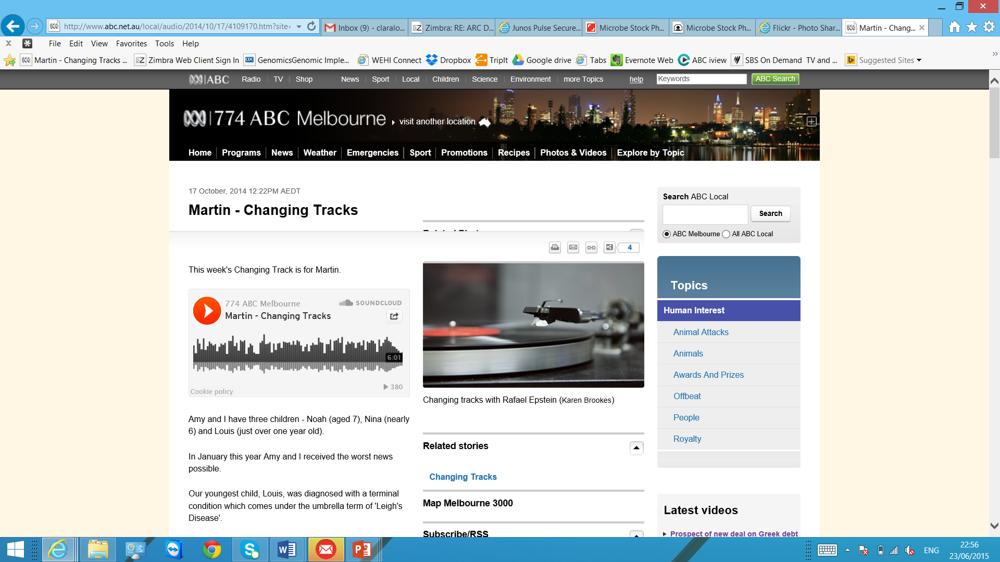 http://www.abc.net.au/local/audio/2014/10/17/4109170.htm?site=
Inbox (9) - claralo...
Zimbra: RE: ARC D...
Junos Pulse Secure...
Microbe Stock Ph...
Microbe Stock Ph...
Flickr - Photo Shar...
Martin - Chang...
File Edit View Favorites Tools Help
Martin - Changing Tracks ... Zimbra Web Client Sign In CDC GenomicsGenomic Imple... WEHI Connect Dropbox TripIt Google drive Tabs Evernote Web ABC iview SBS On Demand TV and ... Suggested Sites
ABC Radio TV Shop News Sport Local Children Science Environment more Topics help Keywords ABC Search
774 ABC Melbourne visit another location
Home Programs News Weather Emergencies Sport Promotions Recipes Photos & Videos Explore by Topic
17 October, 2014 12:22PM AEDT
Martin - Changing Tracks
4
This week's Changing Track is for Martin.
774 ABC Melbourne
SOUNDCLOUD
Martin - Changing Tracks
6:01
380
Cookie policy
Amy and I have three children - Noah (aged 7), Nina (nearly
6) and Louis (just over one year old).
In January this year Amy and I received the worst news
possible.
Our youngest child, Louis, was diagnosed with a terminal
condition which comes under the umbrella term of 'Leigh's
Disease'.
Changing tracks with Rafael Epstein (Karen Brookes)
Related stories
Changing Tracks
Map Melbourne 3000
Subscribe/RSS
Search ABC Local
Search
ABC Melbourne All ABC Local
Topics
Human Interest
Animal Attacks
Animals
Awards And Prizes
Offbeat
People
Royalty
Latest videos
Prospect of new deal on Greek debt
ENG
22:56
23/06/2015